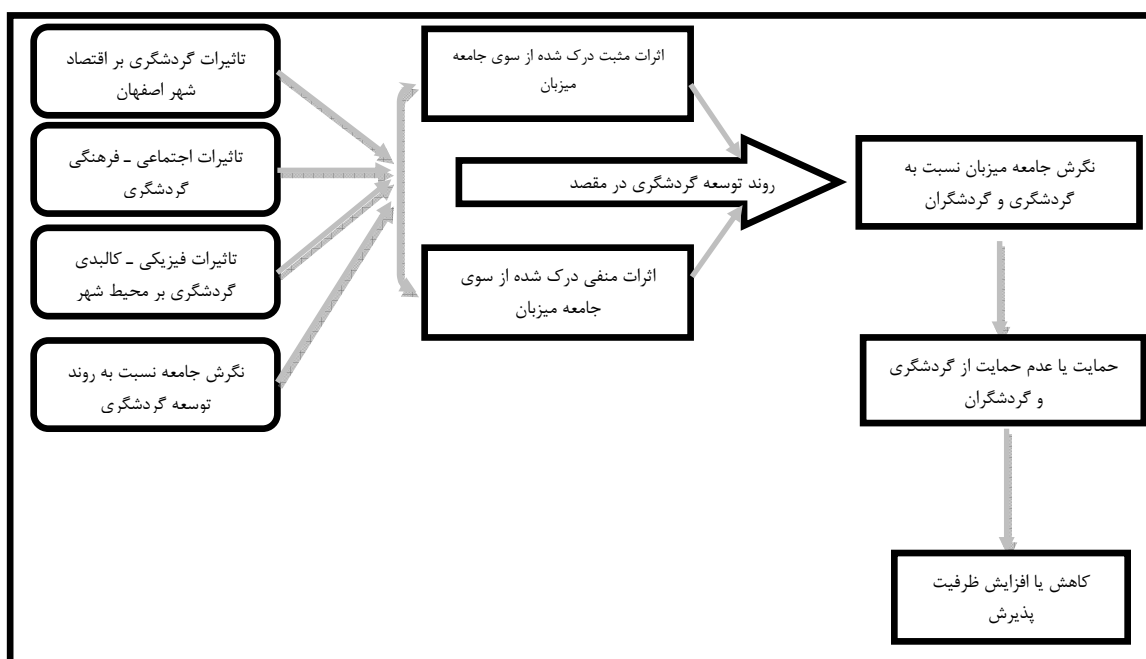 تاثیرات گردشگری بر اقتصاد
شهر اصفهان
تاثیرات اجتماعی ـ فرهنگی
گردشگری
تاثیرات فیزیکی ـ کالبدی
گردشگری بر محیط شهر
نگرش جامعه نسبت به روند
توسعه گردشگری
اثرات مثبت درک شده از سوی جامعه
میزبان
روند توسعه گردشگری در مقصد
اثرات منفی درک شده از سوی
جامعه میزبان
نگرش جامعه میزبان نسبت به
گردشگری و گردشگران
حمایت یا عدم حمایت از گردشگری
و گردشگران
کاهش یا افزایش ظرفیت
پذیرش